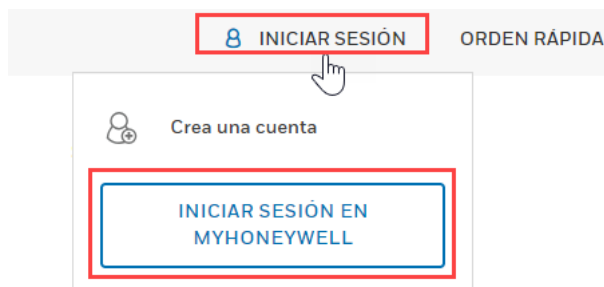 INICIAR SESIÓN
ORDEN RÁPIDA
Crea una cuenta
INICIAR SESIÓN EN
MYHONEYWELL